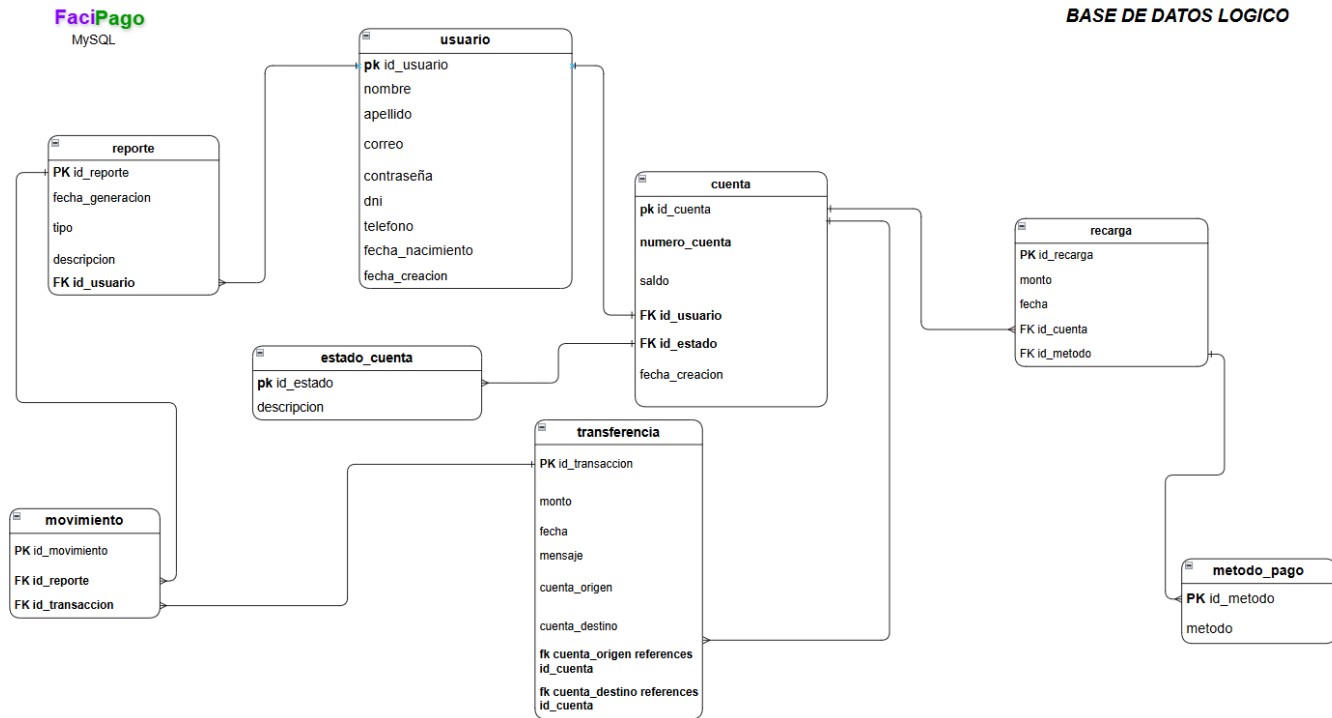 FaciPago
MySQL
BASE DE DATOS LOGICO
usuario
pk id_usuario
nombre
apellido
correo
contraseña
dni
telefono
fecha_nacimiento
fecha_creacion
reporte
PK id_reporte
fecha_generacion
tipo
descripcion
FK id_usuario
cuenta
pk id_cuenta
numero_cuenta
saldo
FK id_usuario
FK id_estado
fecha_creacion
recarga
PK id_recarga
monto
fecha
FK id_cuenta
FK id_metodo
estado_cuenta
pk id_estado
descripcion
transferencia
PK id_transaccion
monto
fecha
mensaje
cuenta_origen
cuenta_destino
fk cuenta_origen references
id_cuenta
fk cuenta_destino references
id_cuenta
movimiento
PK id_movimiento
FK id_reporte
FK id_transaccion
metodo_pago
PK id_metodo
metodo